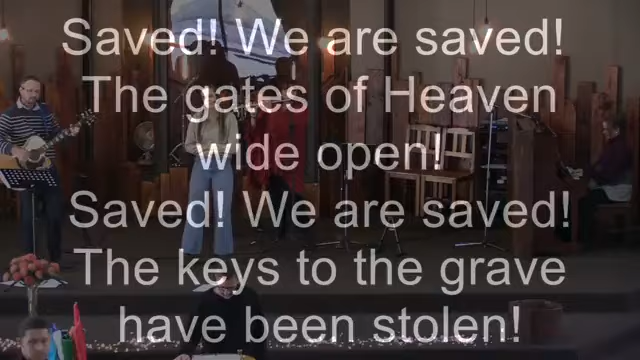 Saved! We are saved!
The gates of Heaven
wide open!
Saved! We are saved!
The keys to the grave
have been stolen!